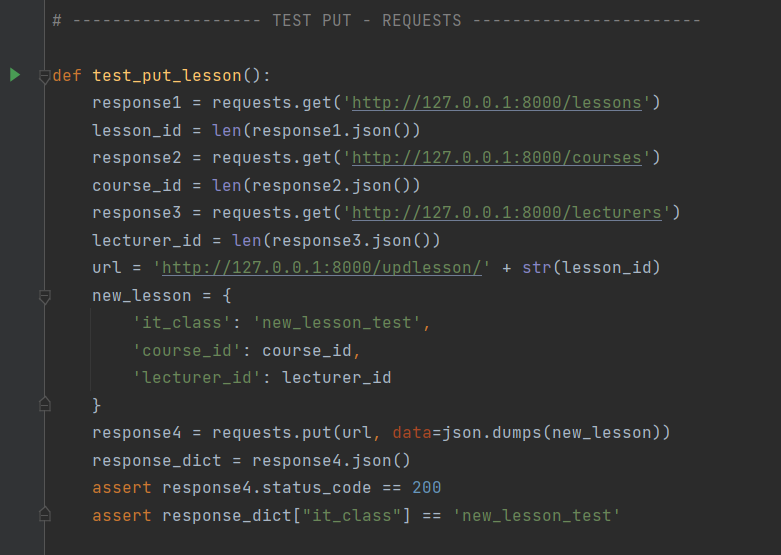 # ------------------- TEST PUT - REQUESTS -----------------------
def test_put_lesson():
    response1 = requests.get('http://127.0.0.1:8000/lessons')
    lesson_id = len(response1.json())
    response2 = requests.get('http://127.0.0.1:8000/courses')
    course_id = len(response2.json())
    response3 = requests.get('http://127.0.0.1:8000/lecturers')
    lecturer_id = len(response3.json())
    url = 'http://127.0.0.1:8000/updlesson/' + str(lesson_id)
    new_lesson = {
        'it_class': 'new_lesson_test',
        'course_id': course_id,
        'lecturer_id': lecturer_id
    }
    response4 = requests.put(url, data=json.dumps(new_lesson))
    response_dict = response4.json()
    assert response4.status_code == 200
    assert response_dict["it_class"] == 'new_lesson_test'